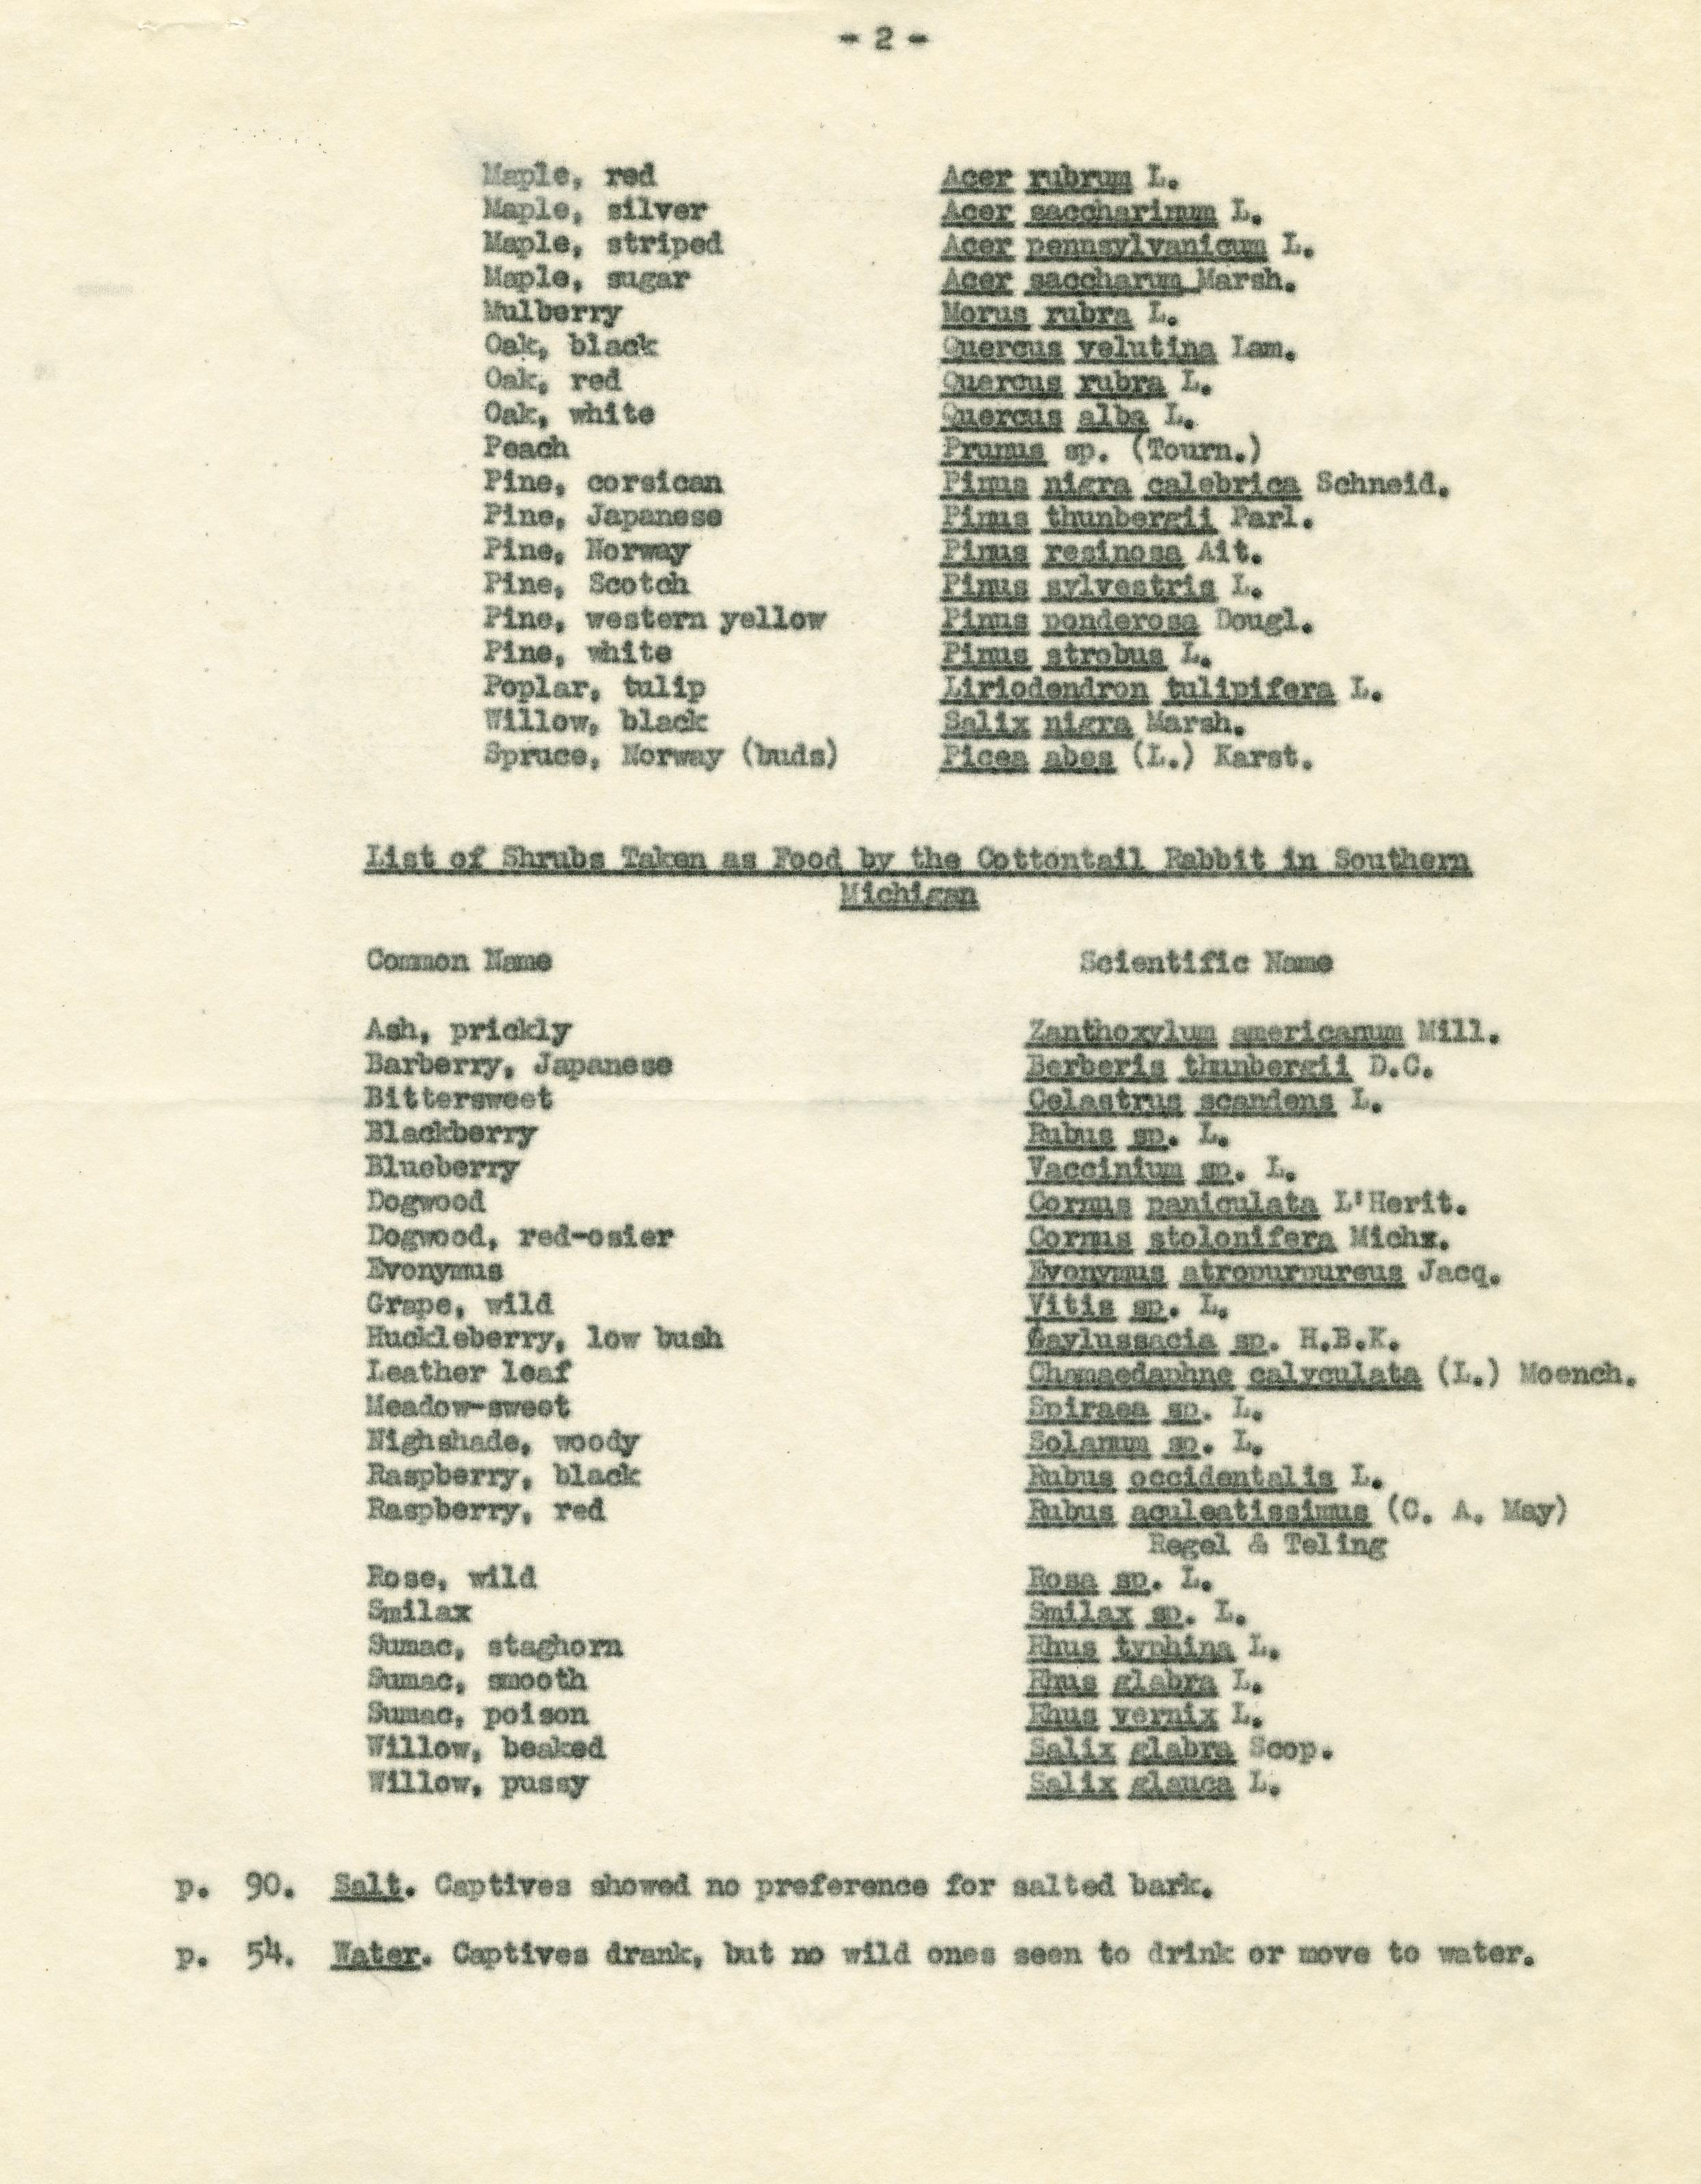 - 2 -
Maple, red Acer rubrum L.
Maple, silver Acer saccharinum L.
Maple, striped Acer pennsylvanicum L.
Maple, sugar Acer saccharum Marsh.
Mulberry Morus rubra L.
Oak, black Quercus velutina Lam.
Oak, red Quercus rubra L.
Oak, white Quercus alba L.
Peach Prunus sp. (Tourn.)
Pine, corsican Pinus nigra calebrica Schneid.
Pine, Japanese Pinus thunbergii Parl.
Pine, Norway Pinus resinosa Ait.
Pine, Scotch Pinus sylvestris L.
Pine, western yellow Pinus ponderosa Dougl.
Pine, white Pinus strobus L.
Poplar, tulip Liriodendron tulipifera L.
Willow, black Salix nigra Marsh.
Spruce, Norway (buds) Picea abes (L.) Karst.
List of Shrubs Taken as Food by the Cottontail Rabbit in Southern
Michigan
Common Name Scientific Name
Ash, prickly Zanthoxylum americanum Mill.
Barberry, Japanese Berberis thunbergii D.C.
Bittersweet Celastrus scandens L.
Blackberry Rubus sp. L.
Blueberry Vaccinium sp. L.
Dogwood Cornus paniculata L'Herit.
Dogwood, red-osier Cornus stolonifera Michx.
Evonymus Evonymus atropurpureus Jacq.
Grape, wild Vitis sp. L.
Huckleberry, low bush Gaylussacia sp. H.B.K.
Leather leaf Chamaedaphne calyculata (L.) Moench.
Meadow-sweet Spiraea sp. L.
Nighshade, woody Solanum sp. L.
Raspberry, black Rubus occidentalis L.
Raspberry, red Rubus aculeatissimus (C. A. May)
Regel & Teling
Rose, wild Rosa sp. L.
Smilax Smilax sp. L.
Sumac, staghorn Rhus typhina L.
Sumac, smooth Rhus glabra L.
Sumac, poison Rhus vernix L.
Willow, beaked Salix glabra Scop.
Willow, pussy Salix glauca L.
p. 90. Salt. Captives showed no preference for salted bark.
p. 54. Water. Captives drank, but no wild ones seen to drink or move to water.